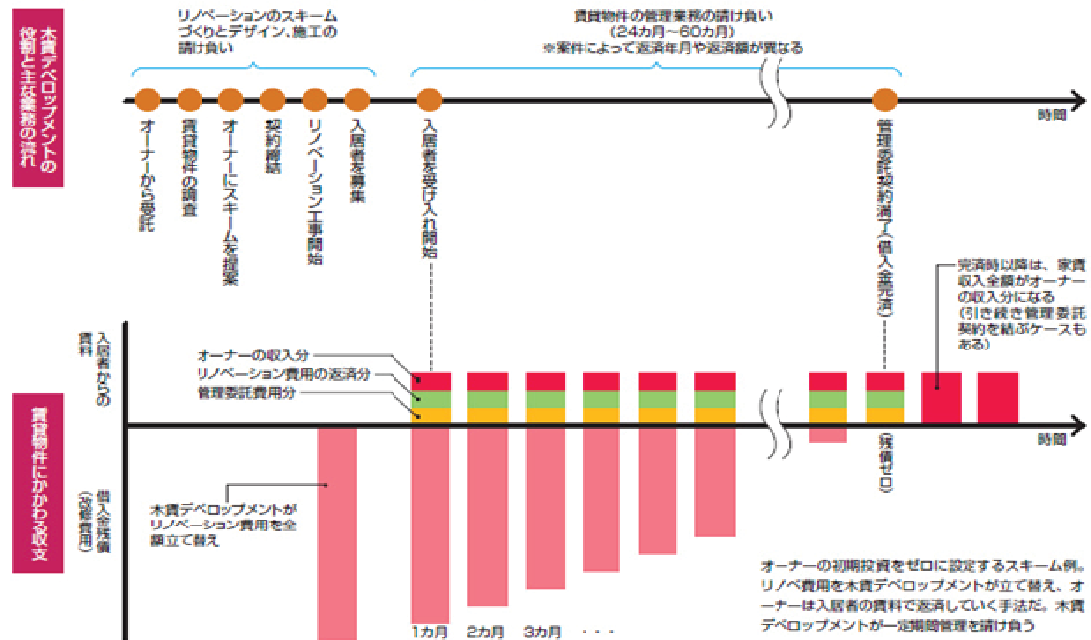 木賃デベロップメントの
役割と主な業務の流れ
リノベーションのスキーム
づくりとデザイン、施工の
請け負い
賃貸物件の管理業務の請け負い
(24カ月〜60カ月)
※案件によって返済年月や返済額が異なる
時間
オーナーから受託
賃貸物件の調査
オーナーにスキームを提案
契約締結
リノベーション工事開始
入居者を募集
入居者を受け入れ開始
管理委託契約満了(借入金完済)
完済時以降は、家賃
収入全額がオーナー
の収入分になる
(引き続き管理委託
契約を結ぶケースも
ある)
賃貸物件にかかわる収支
入居者からの
賃料
オーナーの収入分
リノベーション費用の返済分
管理委託費用分
時間
(残債ゼロ)
借入金残債
(改修費用)
木賃デベロップメントが
リノベーション費用を全
額立て替え
1カ月
2カ月
3カ月
・・・
オーナーの初期投資をゼロに設定するスキーム例。
リノベ費用を木賃デベロップメントが立て替え、オ
ーナーは入居者の賃料で返済していく手法だ。木賃
デベロップメントが一定期間管理を請け負う